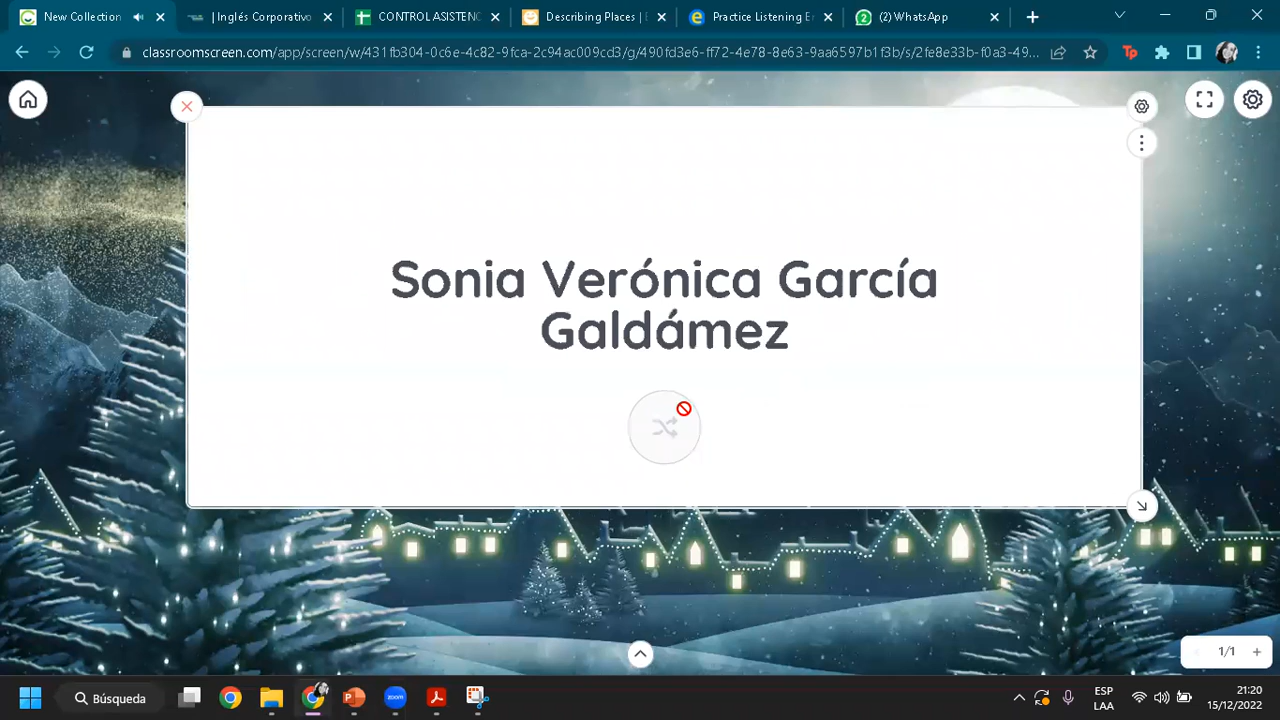 New Collection
| Inglés Corporativo
CONTROL ASISTENC
Describing Places | E
Practice Listening E
(2) WhatsApp
classroomscreen.com/app/screen/w/431fb304-0c6e-4c82-9fca-2c94ac009cd3/g/490fd3e6-ff72-4e78-8e63-9aa6597b1f3b/s/2fe8e33b-f0a3-49...
Sonia Verónica García
Galdámez
1/1
Búsqueda
ESP
LAA
21:20
15/12/2022